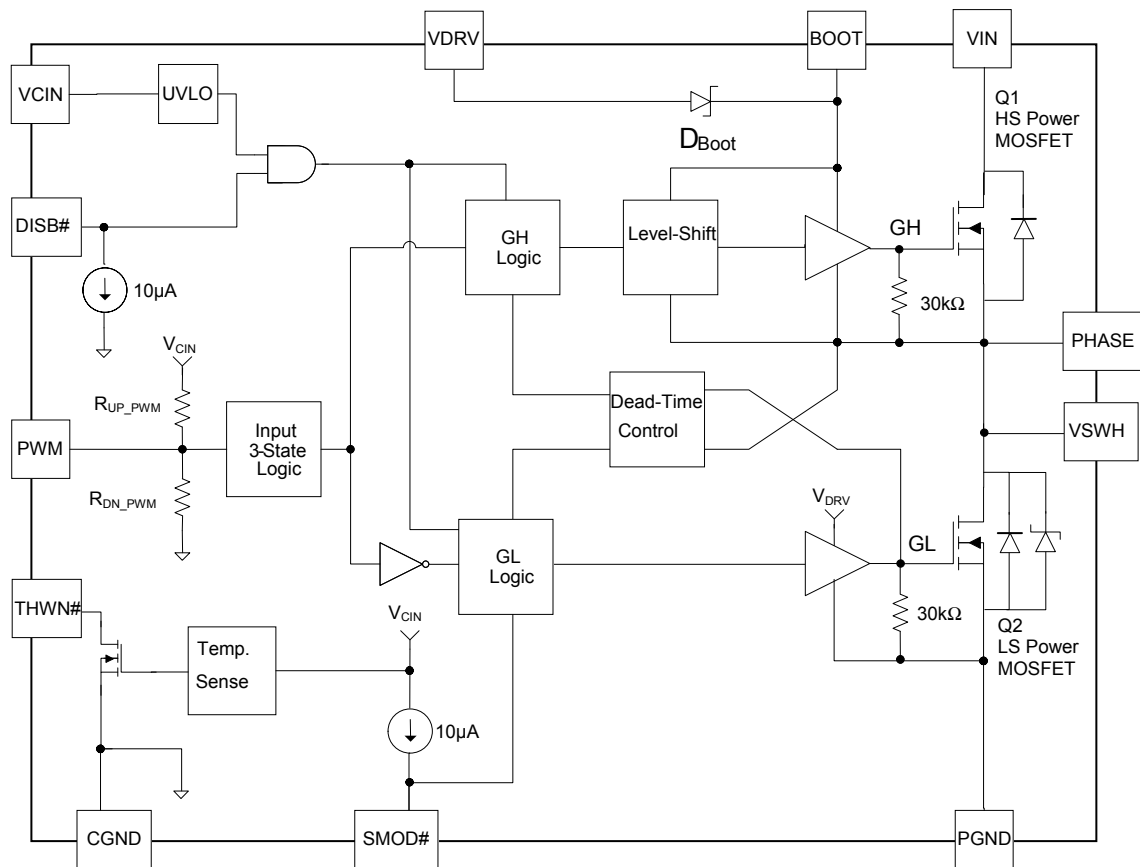 VDRV
BOOT
VIN
VCIN
UVLO
Q1
HS Power
MOSFET
DBoot
DISB#
GH
Logic
Level-Shift
GH
10µA
30kΩ
VCIN
PHASE
RUP_PWM
Dead-Time
Control
PWM
Input
3-State
Logic
VSWH
RDN_PWM
VDRV
GL
Logic
GL
THWN#
VCIN
30kΩ
Temp.
Sense
Q2
LS Power
MOSFET
10µA
CGND
SMOD#
PGND